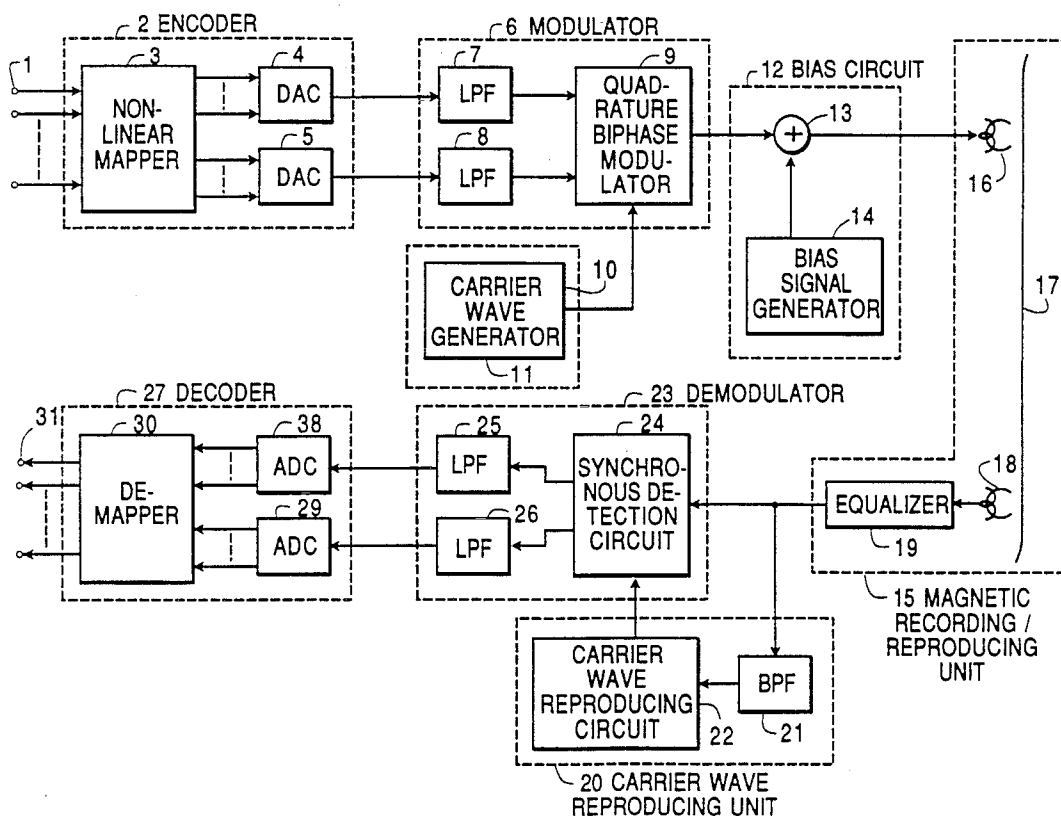 2 ENCODER
6 MODULATOR
1
3
4
7
9
12 BIAS CIRCUIT
NON-
LINEAR
MAPPER
DAC
LPF
QUAD-
RATURE
BIPHASE
MODU-
LATOR
+
13
5
8
DAC
LPF
16
14
10
CARRIER
WAVE
GENERATOR
11
BIAS
SIGNAL
GENERATOR
17
27 DECODER
23 DEMODULATOR
31
30
38
25
24
18
DE-
MAPPER
ADC
LPF
SYNCHRO-
NOUS DE-
TECTION
CIRCUIT
EQUALIZER
19
29
26
ADC
LPF
15 MAGNETIC
RECORDING /
REPRODUCING
UNIT
CARRIER
WAVE
REPRODUCING
CIRCUIT
BPF
22
21
20 CARRIER WAVE
REPRODUCING UNIT